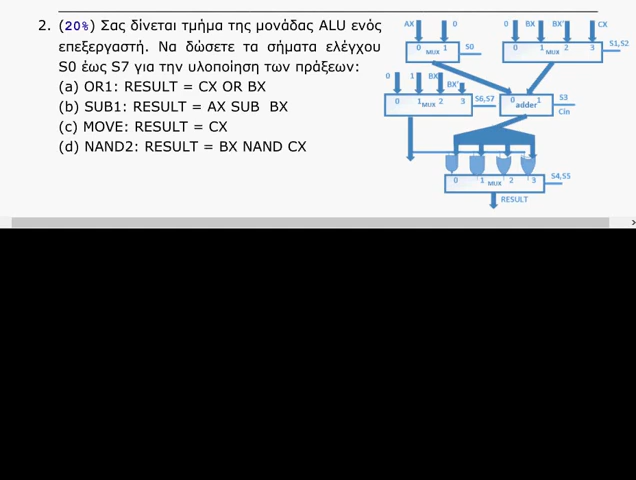 2. (20%) Σας δίνεται τμήμα της μονάδας ALU ενός
επεξεργαστή. Να δώσετε τα σήματα ελέγχου
S0 έως S7 για την υλοποίηση των πράξεων:
(a) OR1: RESULT = CX OR BX
(b) SUB1: RESULT = AX SUB BX
(c) MOVE: RESULT = CX
(d) NAND2: RESULT = BX NAND CX
AX 0
0 1 S0
MUX
0 BX BX' CX
0 1 2 3 S1,S2
MUX
0 1 BX BX'
0 1 MUX 2 3 S6,S7
0 1 S3
adder
Cin
0 1 MUX 2 3 S4,S5
RESULT